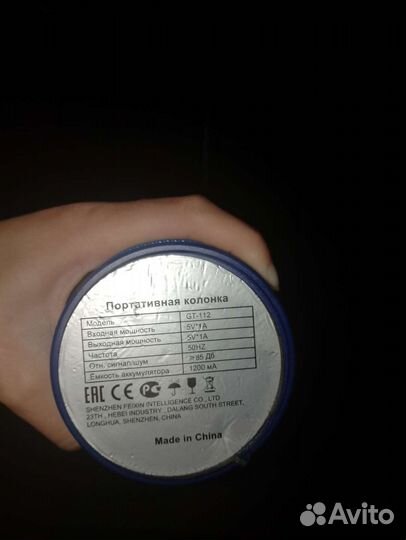 Портативная колонка
Модель GT-112
Входная мощность 5V*1A
Выходная мощность 5V*1A
Частота 50HZ
Отн. сигнал/шум ≥85 Дб
Емкость аккумулятора 1200 мА
EAC CE РС
SHENZHEN FEIXIN INTELLIGENCE CO., LTD
23TH , HEBEI INDUSTRY , DALANG SOUTH STREET,
LONGHUA, SHENZHEN, CHINA
Made in China
Avito